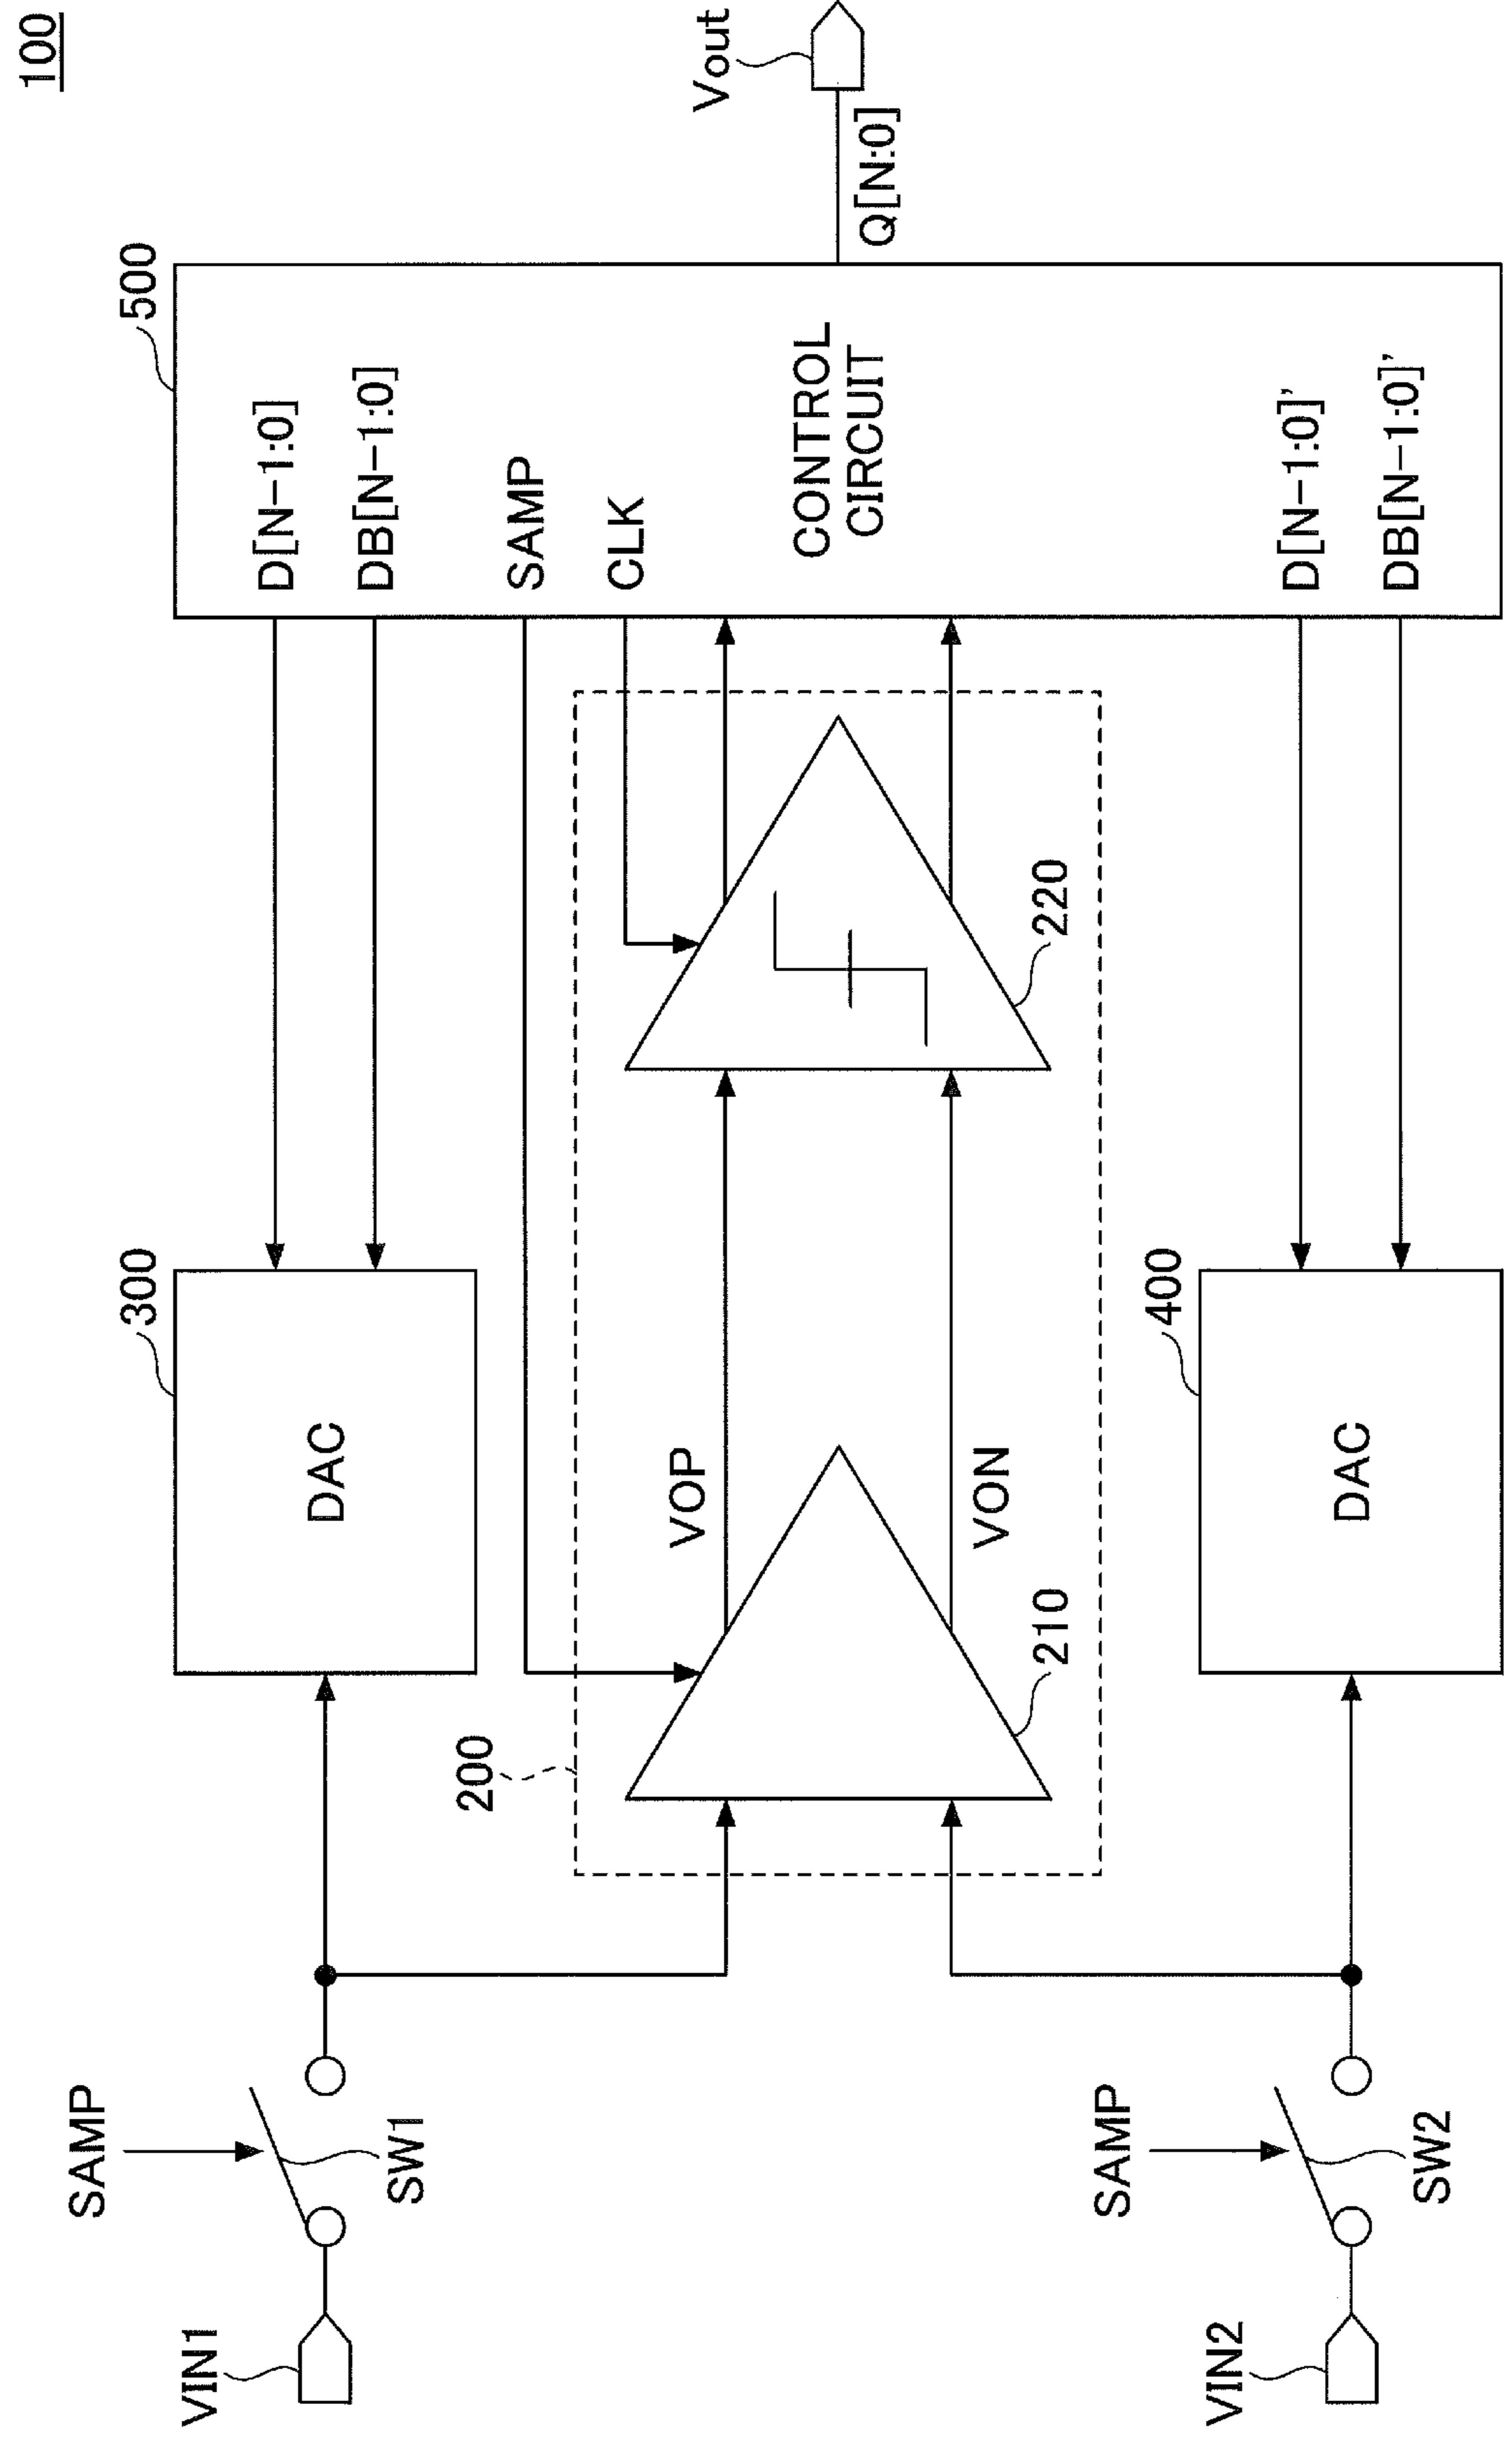 100
SAMP
VIN1
SW1
300
DAC
D[N-1:0]
DB[N-1:0]
SAMP
CLK
500
CONTROL
CIRCUIT
D[N-1:0]'
DB[N-1:0]'
Vout
Q[N:0]
200
VOP
VON
210
220
SAMP
VIN2
SW2
400
DAC